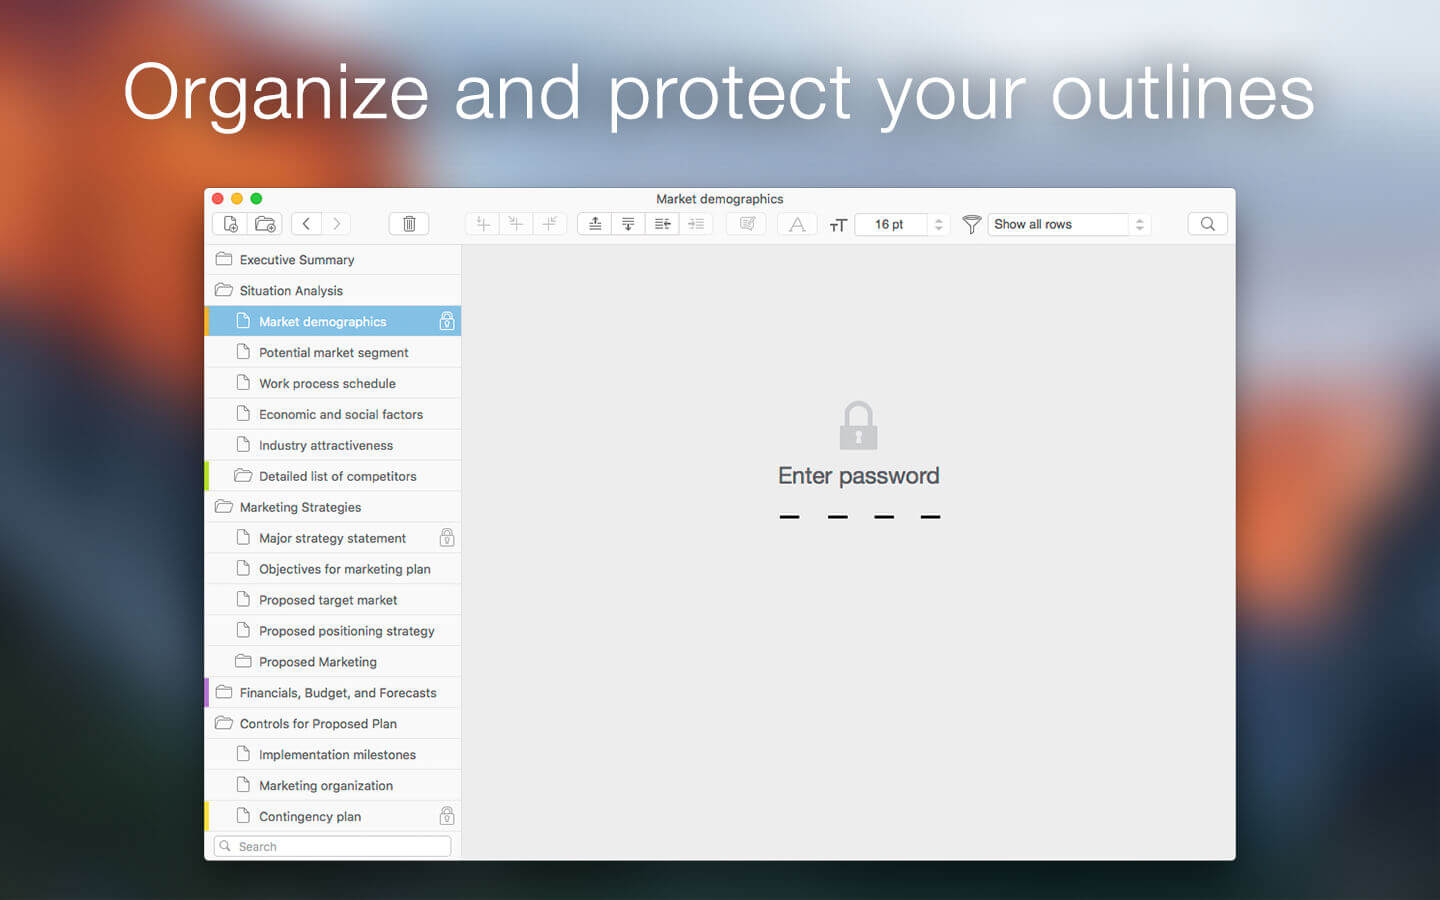 Organize and protect your outlines
Market demographics
A
TT
16 pt
Show all rows
Executive Summary
Situation Analysis
Market demographics
Potential market segment
Work process schedule
Economic and social factors
Industry attractiveness
Detailed list of competitors
Marketing Strategies
Major strategy statement
Objectives for marketing plan
Proposed target market
Proposed positioning strategy
Proposed Marketing
Financials, Budget, and Forecasts
Controls for Proposed Plan
Implementation milestones
Marketing organization
Contingency plan
Search
Enter password